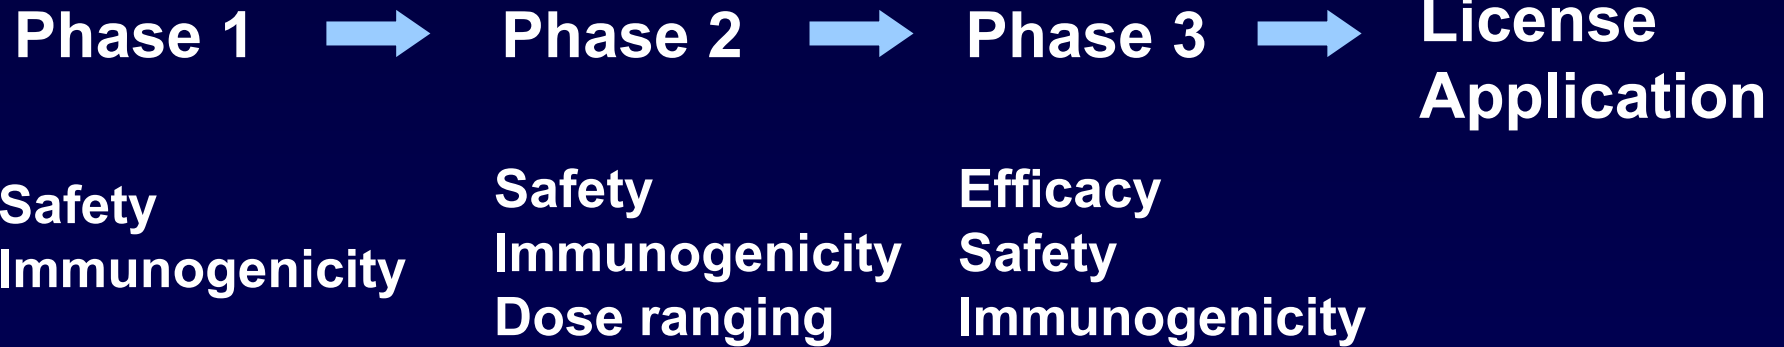 Phase 1
Phase 2
Phase 3
License
Application
Safety
Immunogenicity
Safety
Immunogenicity
Dose ranging
Efficacy
Safety
Immunogenicity